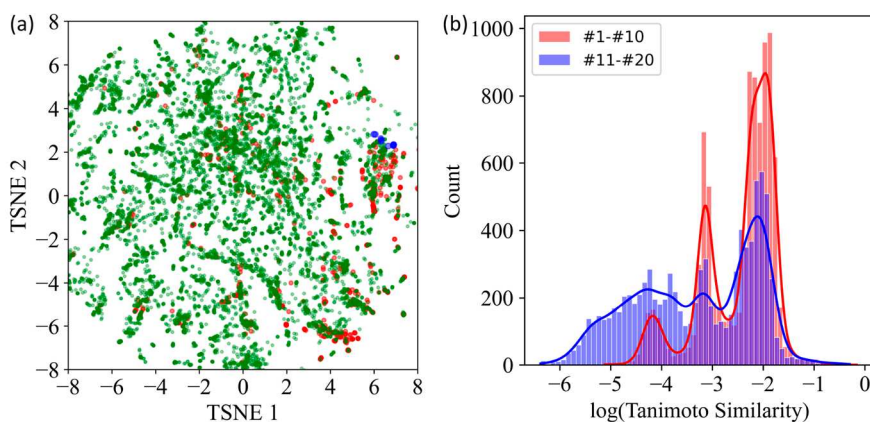 (a)
8
6
4
2
0
−2
−4
−6
−8
TSNE 2
−8 −6 −4 −2 0 2 4 6 8
TSNE 1
(b)
#1-#10
#11-#20
1000
800
600
400
200
0
Count
−6 −5 −4 −3 −2 −1 0
log(Tanimoto Similarity)